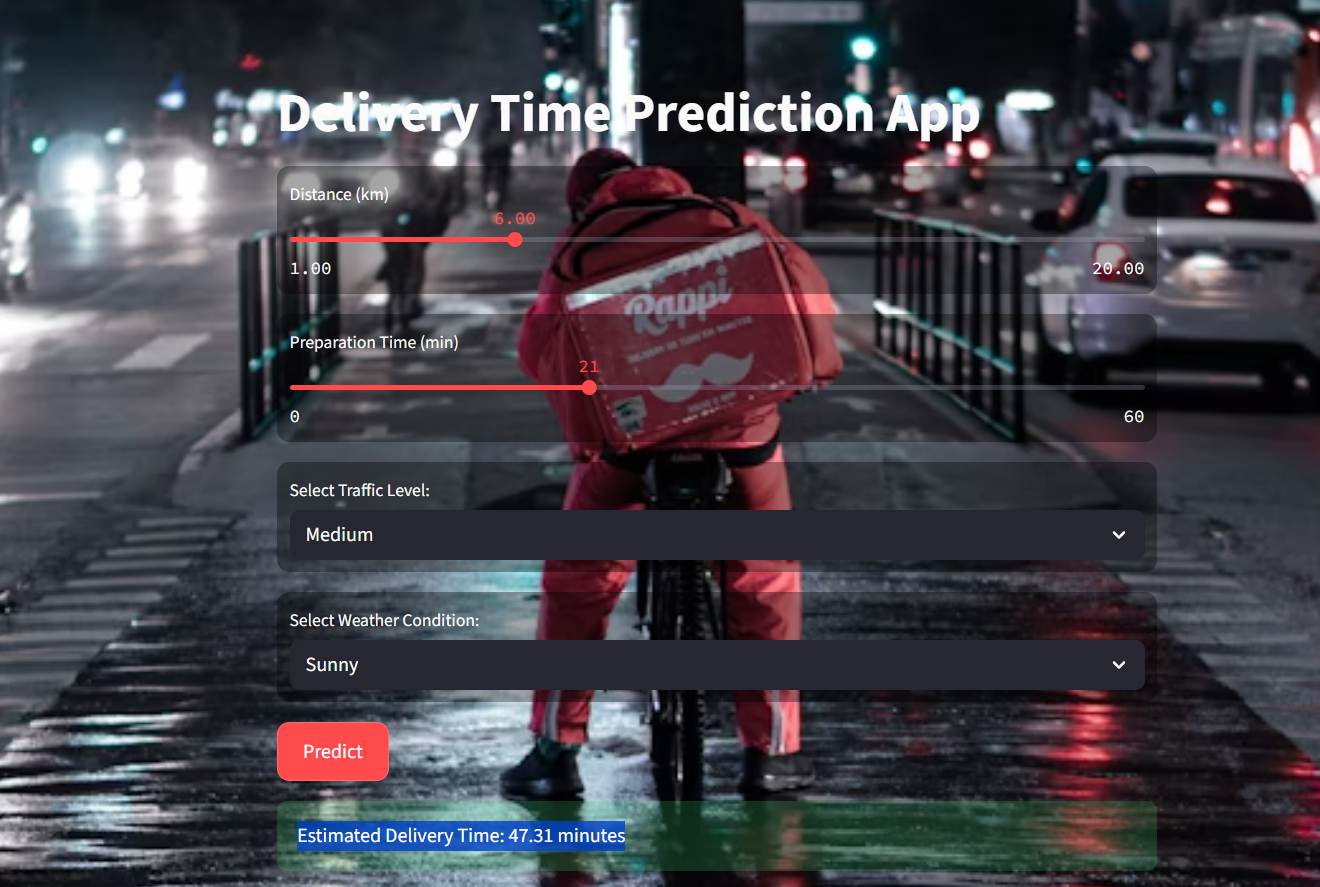 Delivery Time Prediction App
Distance (km)
6.00
1.00 20.00
Rappi
Preparation Time (min)
21
0 60
Select Traffic Level:
Medium
Select Weather Condition:
Sunny
Predict
Estimated Delivery Time: 47.31 minutes